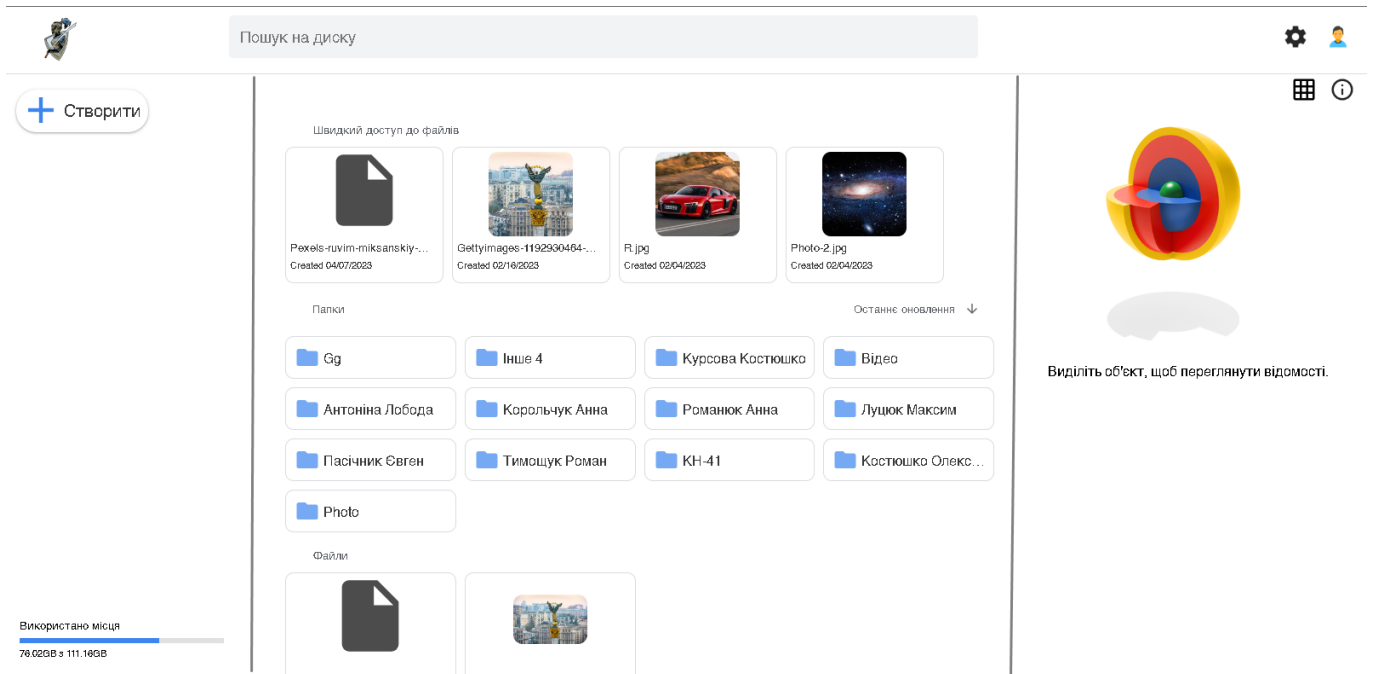 Пошук на диску
Створити
Швидкий доступ до файлів
Pexels-ruvim-miksanskiy-...
Created 04/07/2023
Gettyimages-1192930464-...
Created 02/16/2023
R.jpg
Created 02/04/2023
Photo-2.jpg
Created 02/04/2023
Папки
Останнє оновлення
Gg
Інше 4
Курсова Костюшко
Відео
Антоніна Лобода
Корольчук Анна
Романюк Анна
Луцюк Максим
Пасічник Євген
Тимощук Роман
КН-41
Костюшко Олекс...
Photo
Файли
Виділіть об'єкт, щоб переглянути відомості.
Використано місця
76.02GB з 111.16GB